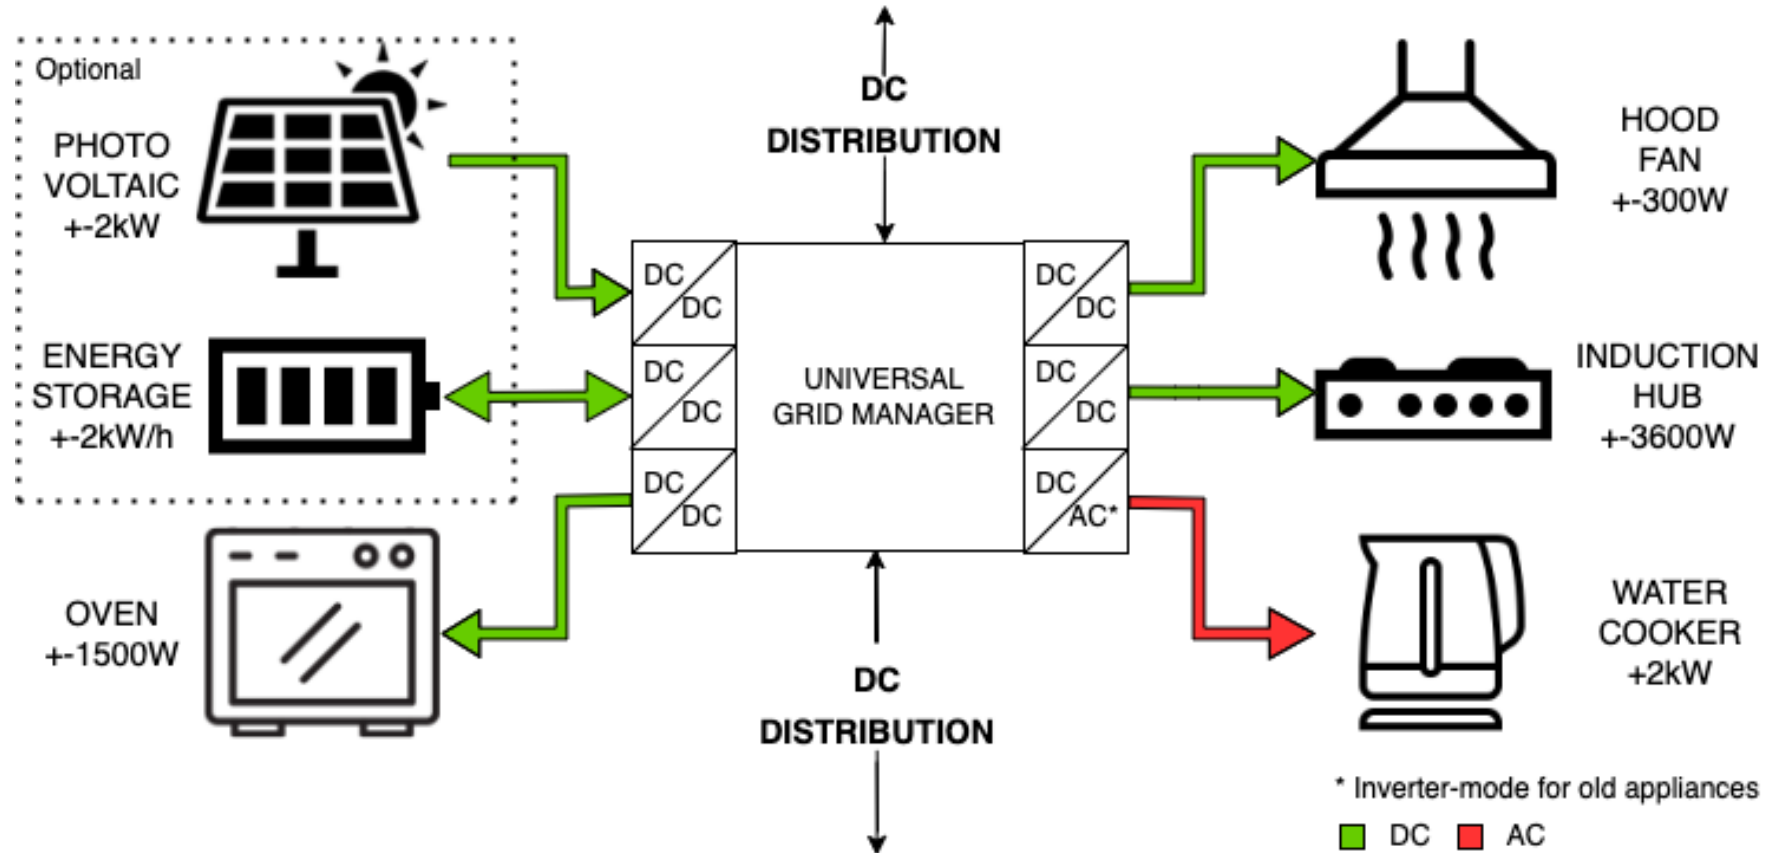 Optional
PHOTO
VOLTAIC
+-2kW
ENERGY
STORAGE
+-2kW/h
OVEN
+-1500W
DC
DISTRIBUTION
DC
DC
DC
DC
DC
DC
UNIVERSAL
GRID MANAGER
DC
DC
DC
DC
DC
AC*
DC
DISTRIBUTION
HOOD
FAN
+-300W
INDUCTION
HUB
+-3600W
WATER
COOKER
+2kW
* Inverter-mode for old appliances
DC AC